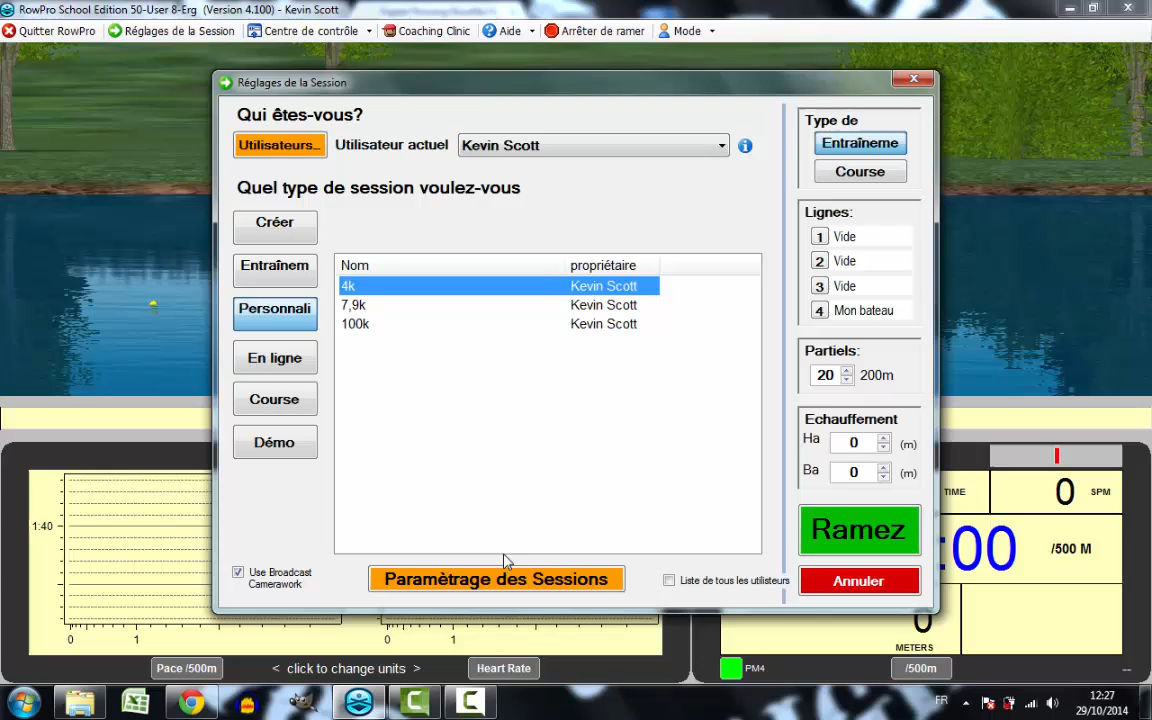 RowPro School Edition 50-User 8-Erg (Version 4.100) - Kevin Scott
Quitter RowPro Réglages de la Session Centre de contrôle Coaching Clinic Aide Arrêter de ramer Mode
Réglages de la Session
Qui êtes-vous?
Utilisateurs... Utilisateur actuel Kevin Scott
Quel type de session voulez-vous
Créer
Entraînem
Personnali
En ligne
Course
Démo
Nom propriétaire
4k Kevin Scott
7,9k Kevin Scott
100k Kevin Scott
Use Broadcast
Camerawork
Paramètrage des Sessions
Liste de tous les utilisteurs
Type de
Entraîneme
Course
Lignes:
1 Vide
2 Vide
3 Vide
4 Mon bateau
Partiels:
20 200m
Echauffement
Ha 0 (m)
Ba 0 (m)
Ramez
Annuler
1:40
0 1
0 1
Pace /500m < click to change units > Heart Rate
TIME 0 SPM
:00 /500 M
0
METERS
PM4 /500m --
FR 12:27
29/10/2014